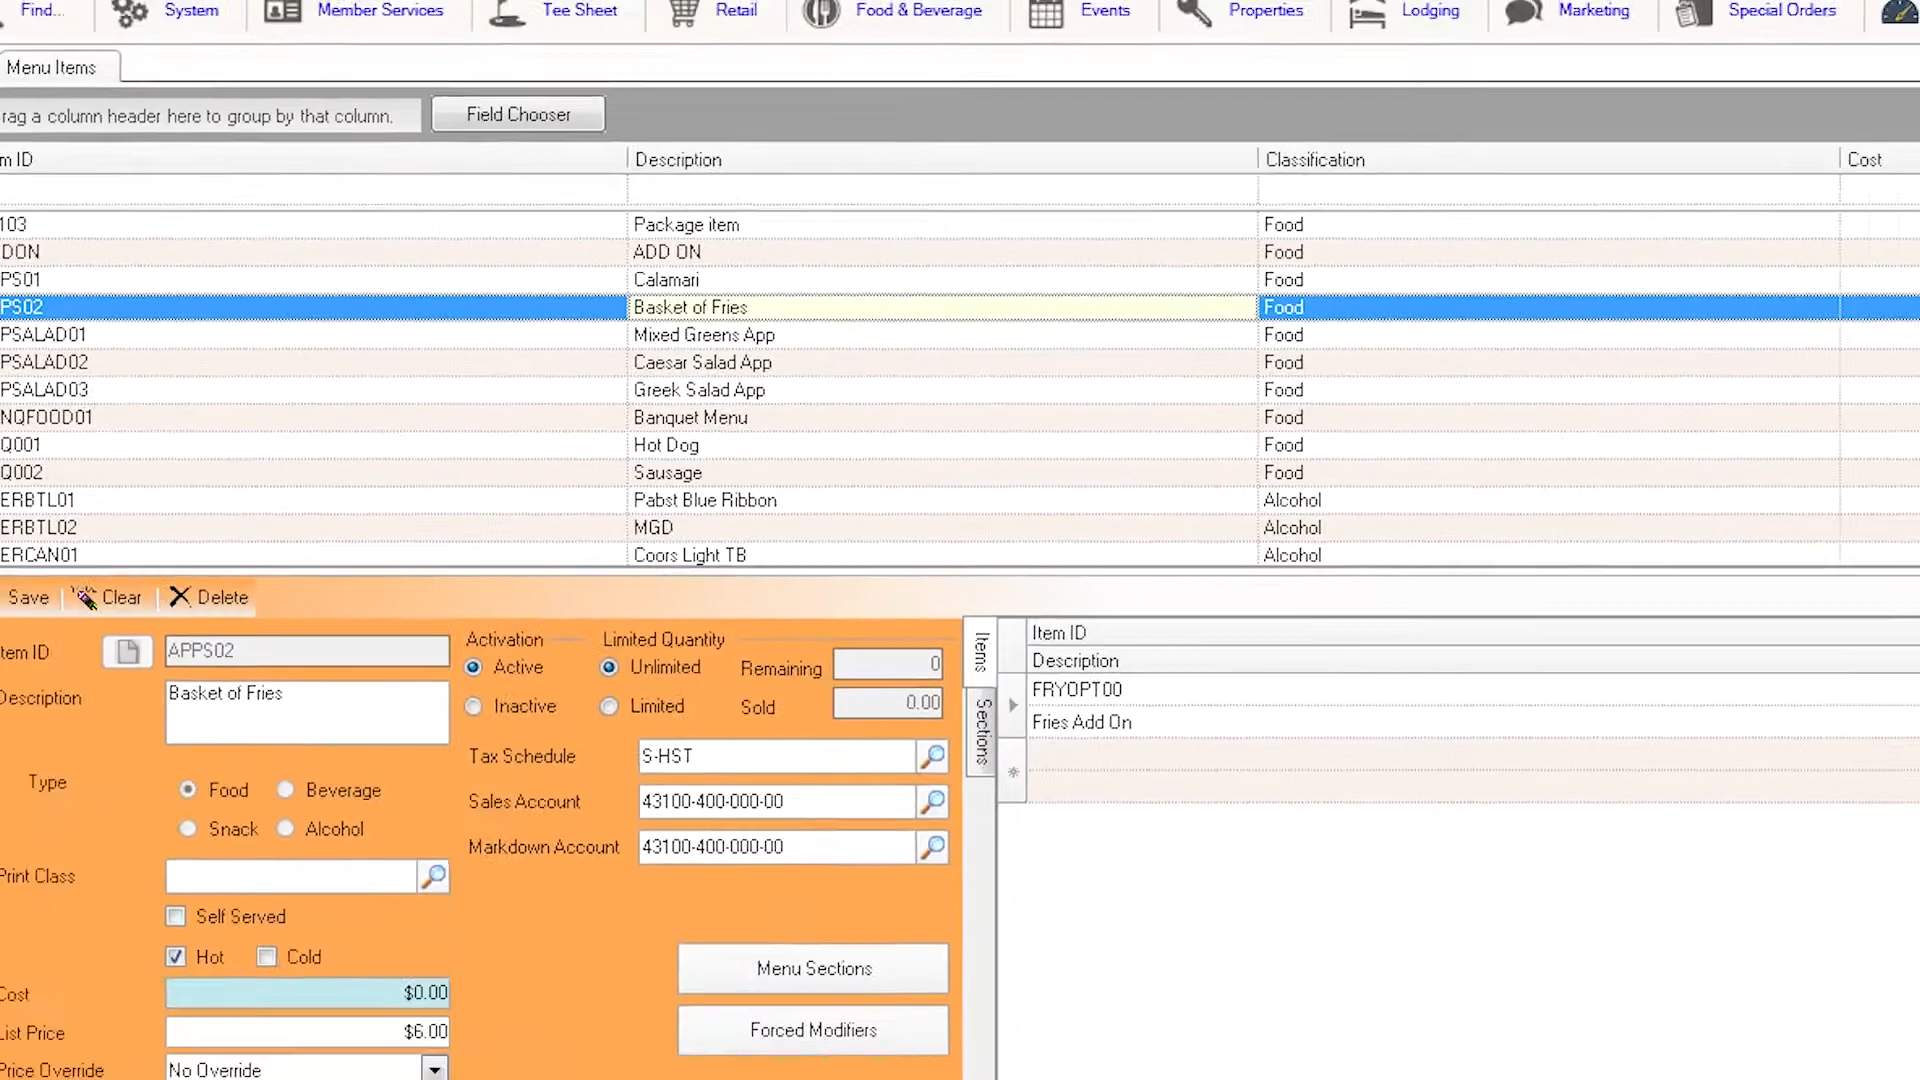 Find... System Member Services Tee Sheet Retail Food & Beverage Events Properties Lodging Marketing Special Orders
Menu Items
rag a column header here to group by that column. Field Chooser
m ID Description Classification Cost
103 Package item Food
DON ADD ON Food
PS01 Calamari Food
PS02 Basket of Fries Food
PSALAD01 Mixed Greens App Food
PSALAD02 Caesar Salad App Food
PSALAD03 Greek Salad App Food
NQFOOD01 Banquet Menu Food
Q001 Hot Dog Food
Q002 Sausage Food
ERBTL01 Pabst Blue Ribbon Alcohol
ERBTL02 MGD Alcohol
ERCAN01 Coors Light TB Alcohol
Save Clear Delete
tem ID APPS02
Description Basket of Fries
Type
Food Beverage
Snack Alcohol
Print Class
Self Served
Hot Cold
Cost $0.00
List Price $6.00
Price Override No Override
Activation
Active
Inactive
Limited Quantity
Unlimited Remaining 0
Limited Sold 0.00
Tax Schedule S-HST
Sales Account 43100-400-000-00
Markdown Account 43100-400-000-00
Menu Sections
Forced Modifiers
Items
Sections
Item ID
Description
FRYOPT00
Fries Add On